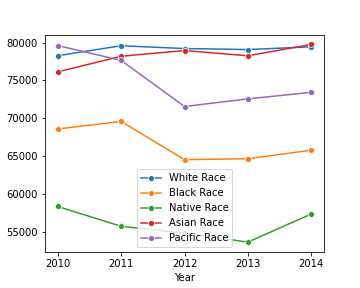 80000
75000
70000
65000
60000
55000
White Race
Black Race
Native Race
Asian Race
Pacific Race
2010 2011 2012 2013 2014
Year